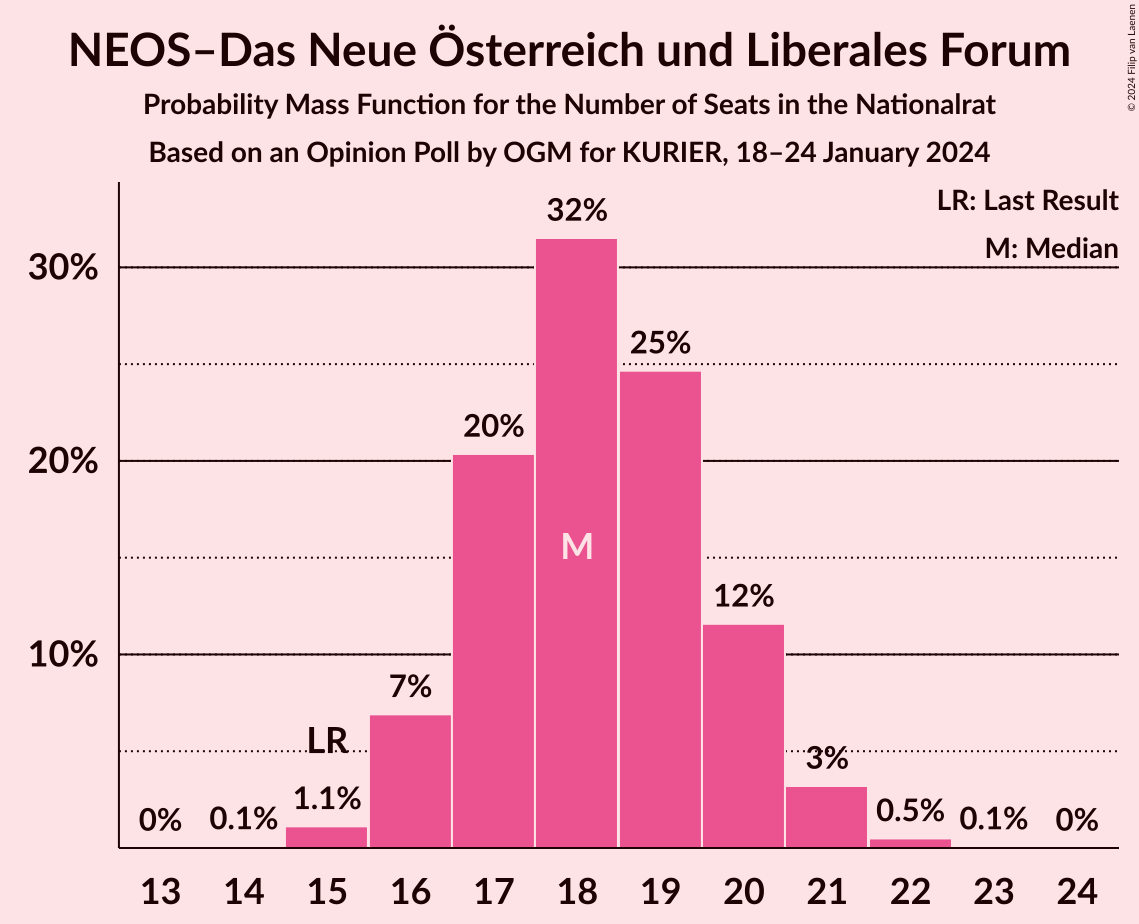 NEOS–Das Neue Österreich und Liberales Forum
Probability Mass Function for the Number of Seats in the Nationalrat
Based on an Opinion Poll by OGM for KURIER, 18–24 January 2024
© 2024 Filip van Laenen
LR: Last Result
M: Median
30%
20%
10%
0%
0.1%
1.1%
LR
7%
20%
32%
M
25%
12%
3%
0.5%
0.1%
0%
13 14 15 16 17 18 19 20 21 22 23 24